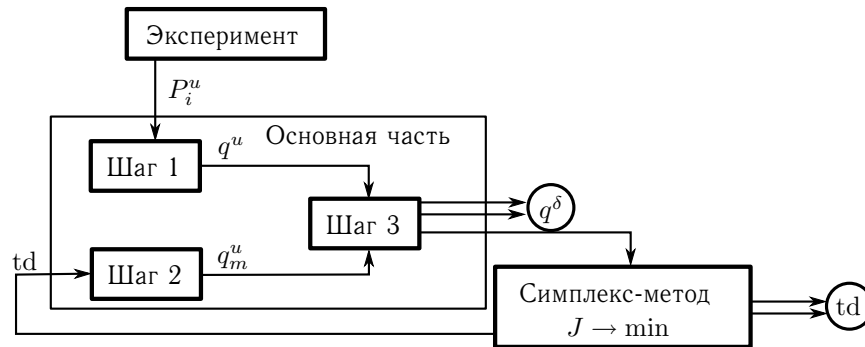 Эксперимент
P_i^u
Основная часть
Шаг 1
q^u
Шаг 3
q^δ
td
Шаг 2
q_m^u
Симплекс-метод
J → min
td